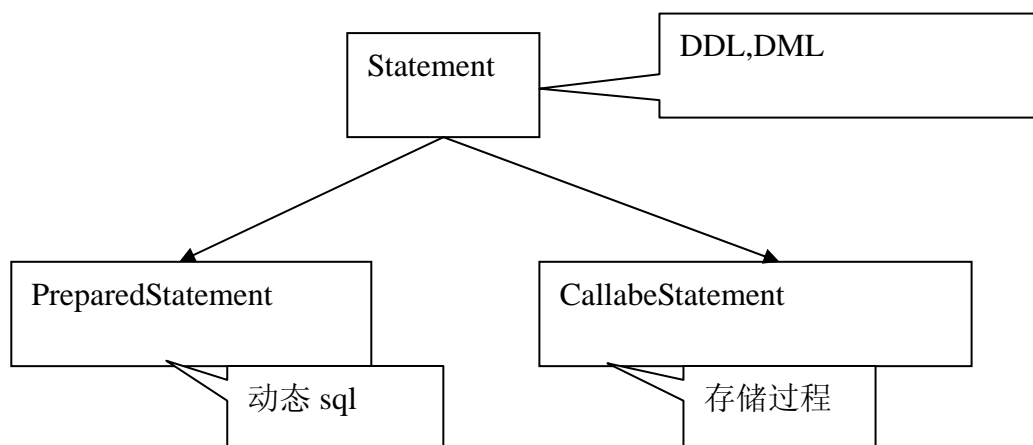 Statement
DDL,DML
PreparedStatement
CallabeStatement
动态 sql
存储过程